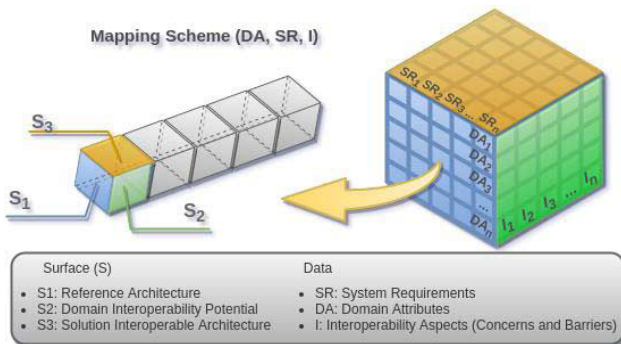 Mapping Scheme (DA, SR, I)
S3
S1
S2
SR1 SR2 SR3 ... SRn
DA1
DA2
DA3
...
DAn
I1 I2 I3 ... In
Surface (S)
• S1: Reference Architecture
• S2: Domain Interoperability Potential
• S3: Solution Interoperable Architecture
Data
• SR: System Requirements
• DA: Domain Attributes
• I: Interoperability Aspects (Concerns and Barriers)